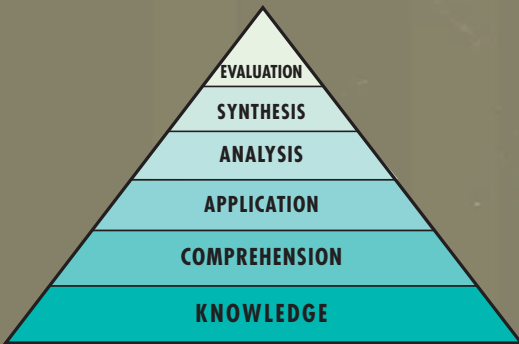 EVALUATION
SYNTHESIS
ANALYSIS
APPLICATION
COMPREHENSION
KNOWLEDGE